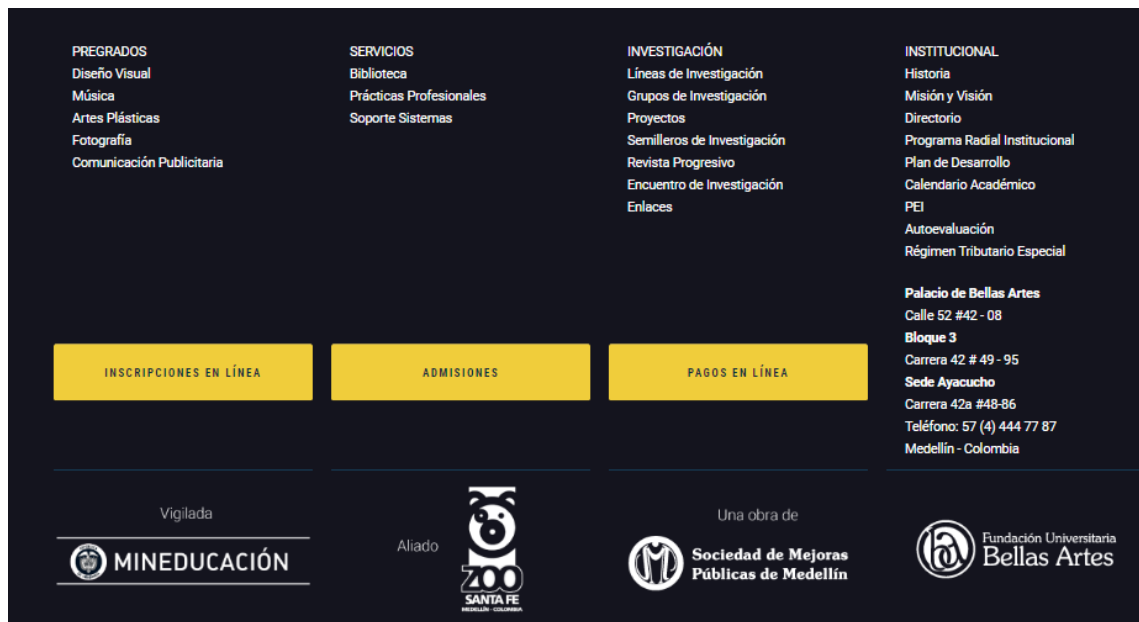 PREGRADOS
Diseño Visual
Música
Artes Plásticas
Fotografía
Comunicación Publicitaria
SERVICIOS
Biblioteca
Prácticas Profesionales
Soporte Sistemas
INVESTIGACIÓN
Líneas de Investigación
Grupos de Investigación
Proyectos
Semilleros de Investigación
Revista Progresivo
Encuentro de Investigación
Enlaces
INSTITUCIONAL
Historia
Misión y Visión
Directorio
Programa Radial Institucional
Plan de Desarrollo
Calendario Académico
PEI
Autoevaluación
Régimen Tributario Especial
Palacio de Bellas Artes
Calle 52 #42 - 08
Bloque 3
Carrera 42 # 49 - 95
Sede Ayacucho
Carrera 42a #48-86
Teléfono: 57 (4) 444 77 87
Medellín - Colombia
INSCRIPCIONES EN LÍNEA
ADMISIONES
PAGOS EN LÍNEA
Vigilada
MINEDUCACIÓN
Aliado
ZOO
SANTA FE
MEDELLÍN - COLOMBIA
Una obra de
Sociedad de Mejoras
Públicas de Medellín
Fundación Universitaria
Bellas Artes